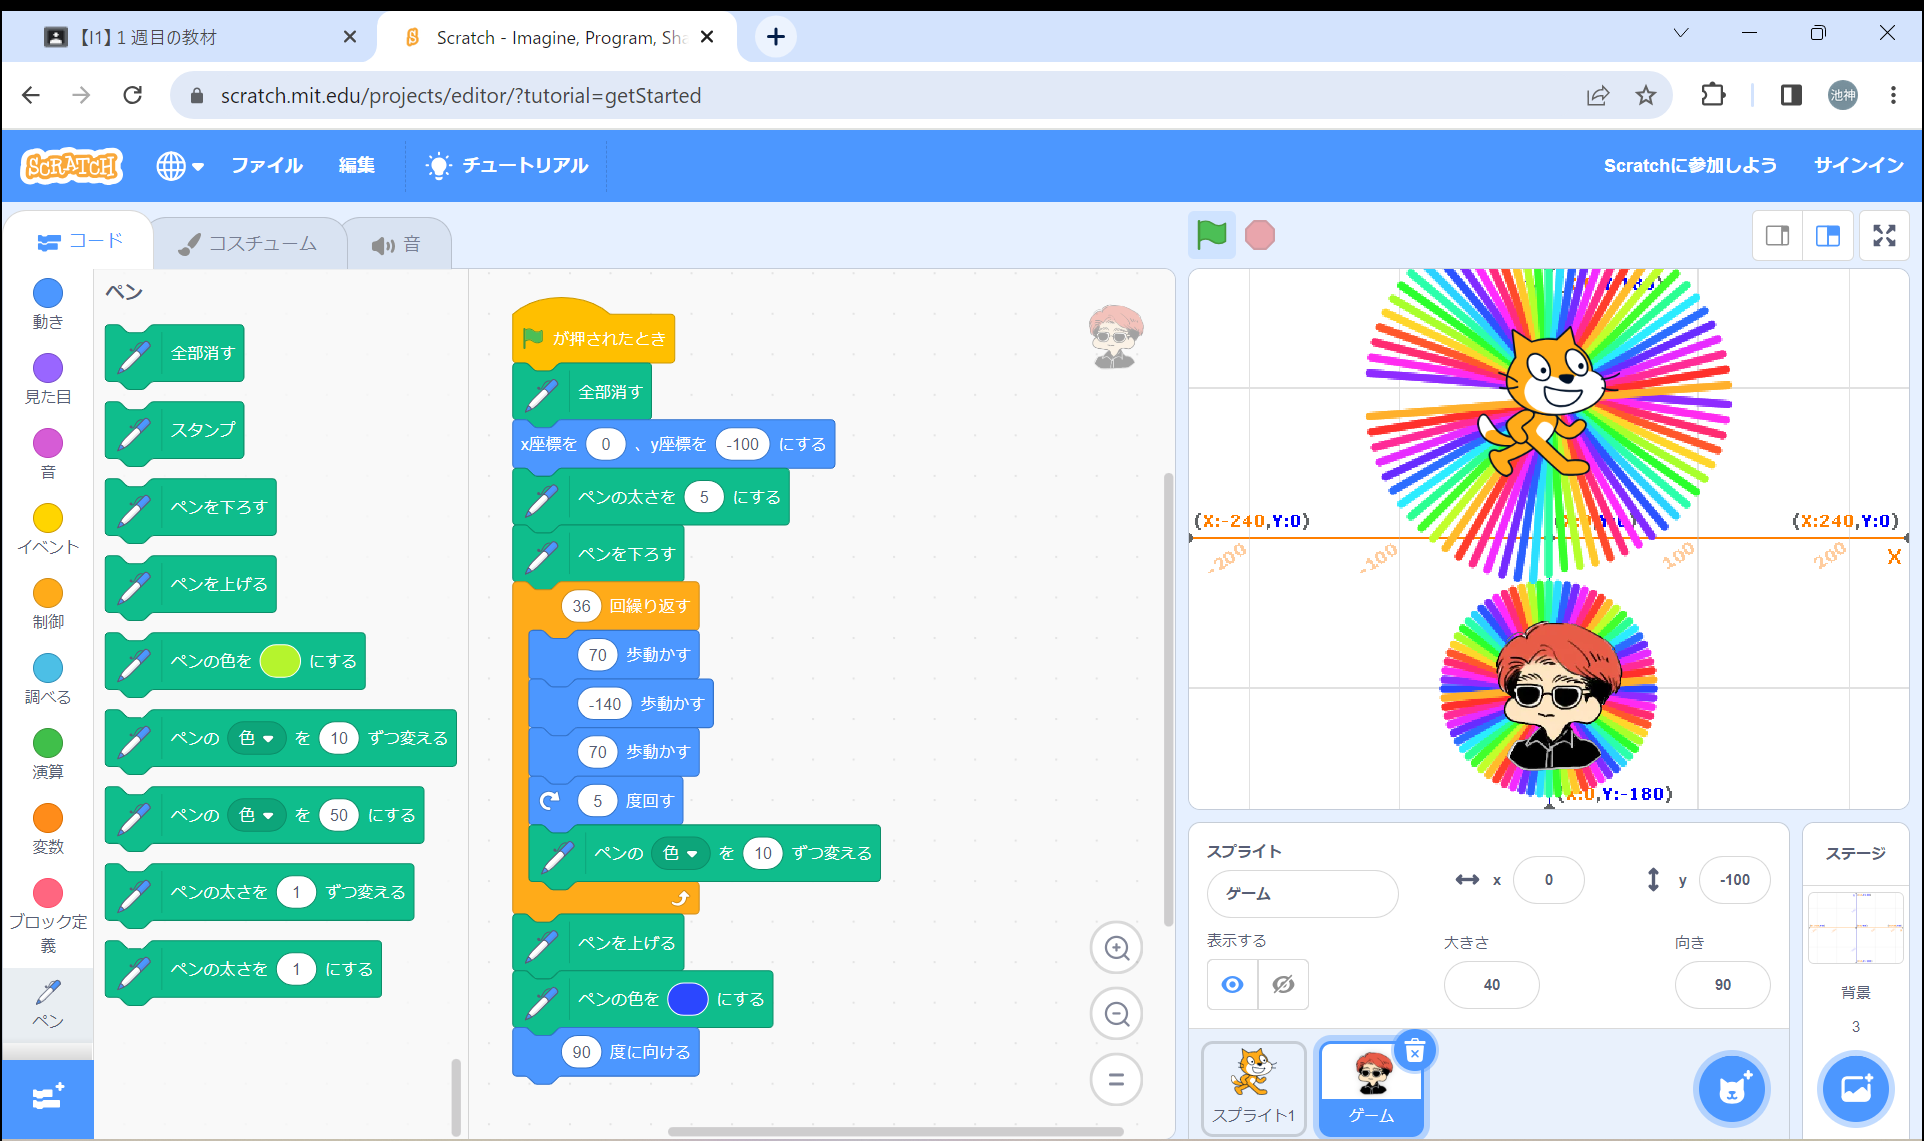 【I1】1 週目の教材
Scratch - Imagine, Program, Sha
scratch.mit.edu/projects/editor/?tutorial=getStarted
池神
SCRATCH
ファイル
編集
チュートリアル
Scratchに参加しよう
サインイン
コード
コスチューム
音
動き
見た目
音
イベント
制御
調べる
演算
変数
ブロック定
義
ペン
ペン
全部消す
スタンプ
ペンを下ろす
ペンを上げる
ペンの色を にする
ペンの 色 を 10 ずつ変える
ペンの 色 を 50 にする
ペンの太さを 1 ずつ変える
ペンの太さを 1 にする
が押されたとき
全部消す
x座標を 0 、y座標を -100 にする
ペンの太さを 5 にする
ペンを下ろす
36 回繰り返す
70 歩動かす
-140 歩動かす
70 歩動かす
5 度回す
ペンの 色 を 10 ずつ変える
ペンを上げる
ペンの色を にする
90 度に向ける
(X:-240,Y:0)
(X:240,Y:0)
-200
-100
100
200
X
(X:0,Y:-180)
スプライト
ゲーム
x
0
y
-100
表示する
大きさ
40
向き
90
スプライト1
ゲーム
ステージ
背景
3